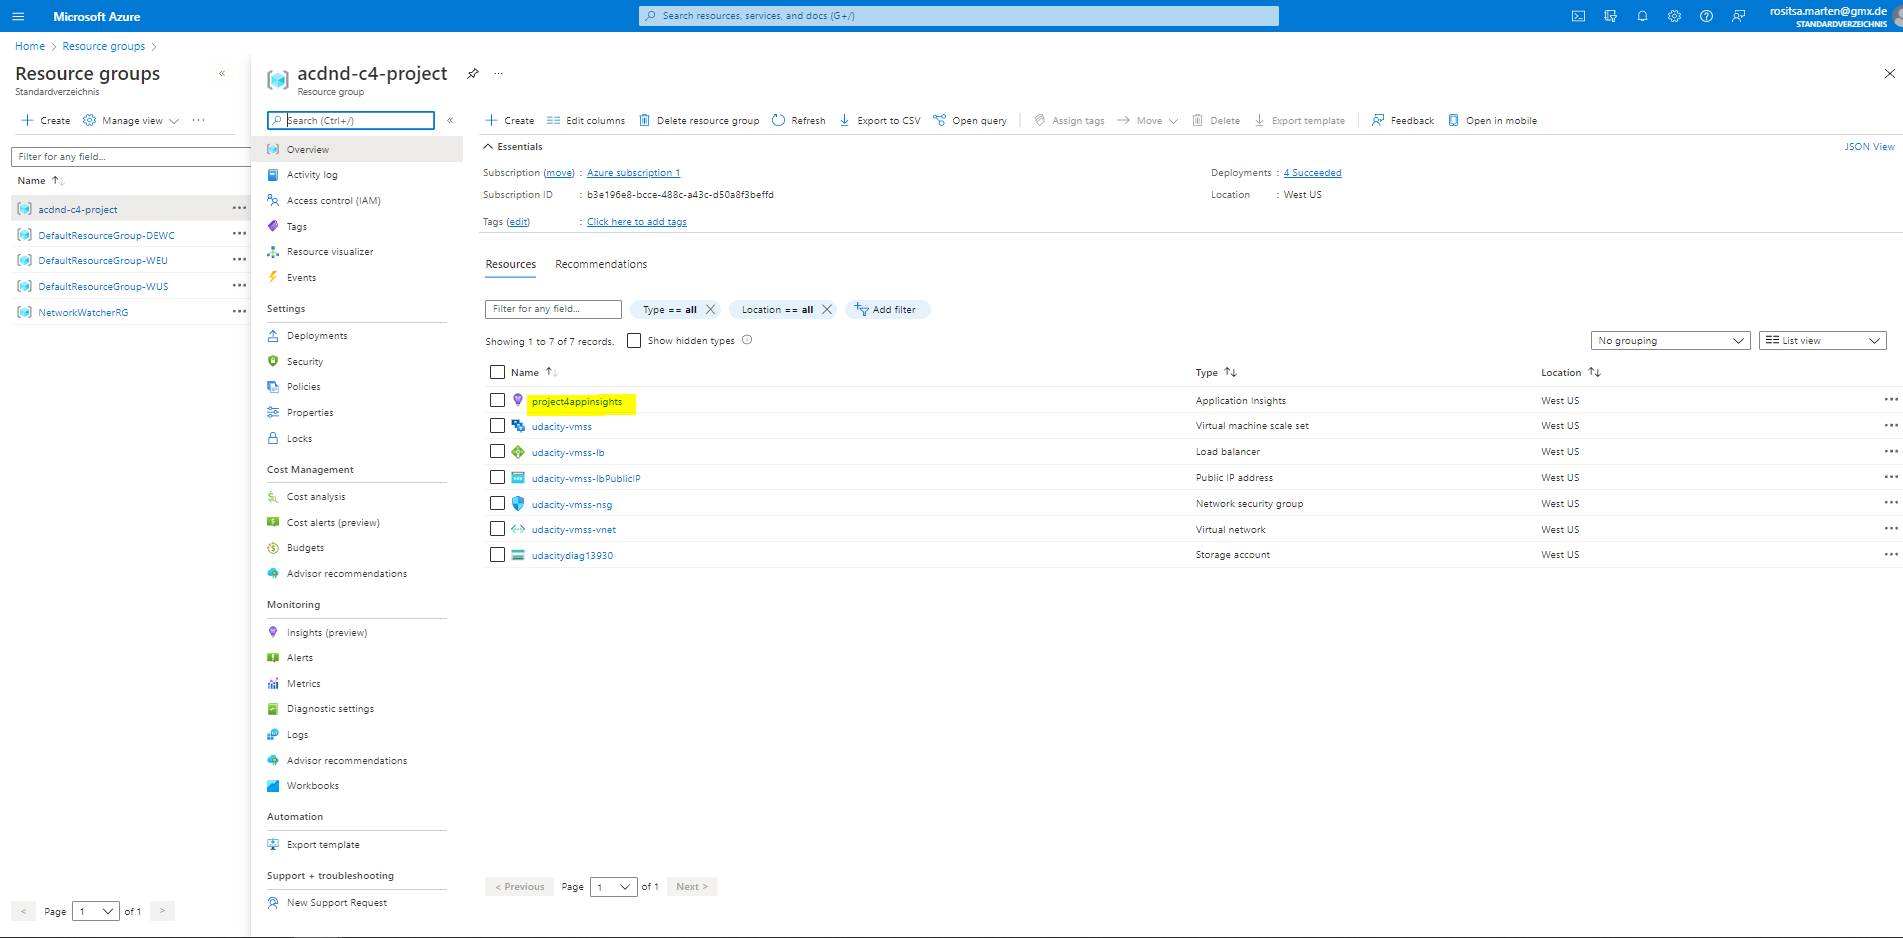 Microsoft Azure
Search resources, services, and docs (G+/)
rositsa.marten@gmx.de
STANDARDVERZEICHNIS
Home > Resource groups >
Resource groups
Standardverzeichnis
Create Manage view ...
Filter for any field...
Name
acdnd-c4-project ...
DefaultResourceGroup-DEWC ...
DefaultResourceGroup-WEU ...
DefaultResourceGroup-WUS ...
NetworkWatcherRG ...
< Page 1 of 1 >
acdnd-c4-project ...
Resource group
Search (Ctrl+/)
Overview
Activity log
Access control (IAM)
Tags
Resource visualizer
Events
Settings
Deployments
Security
Policies
Properties
Locks
Cost Management
Cost analysis
Cost alerts (preview)
Budgets
Advisor recommendations
Monitoring
Insights (preview)
Alerts
Metrics
Diagnostic settings
Logs
Advisor recommendations
Workbooks
Automation
Export template
Support + troubleshooting
New Support Request
Create Edit columns Delete resource group Refresh Export to CSV Open query Assign tags Move Delete Export template Feedback Open in mobile
Essentials JSON View
Subscription (move) : Azure subscription 1 Deployments : 4 Succeeded
Subscription ID : b3e196e8-bcce-488c-a43c-d50a8f3beffd Location : West US
Tags (edit) : Click here to add tags
Resources Recommendations
Filter for any field... Type == all Location == all Add filter
Showing 1 to 7 of 7 records. Show hidden types No grouping List view
Name Type Location
project4appinsights Application Insights West US ...
udacity-vmss Virtual machine scale set West US ...
udacity-vmss-lb Load balancer West US ...
udacity-vmss-lbPublicIP Public IP address West US ...
udacity-vmss-nsg Network security group West US ...
udacity-vmss-vnet Virtual network West US ...
udacitydiag13930 Storage account West US ...
< Previous Page 1 of 1 Next >